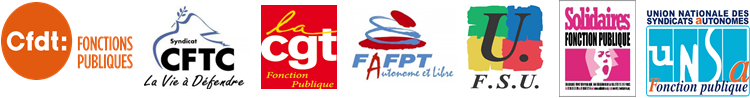 Cfdt:
FONCTIONS
PUBLIQUES
Syndicat
CFTC
La Vie à Défendre
la
cgt
Fonction
Publique
FAFPT
Autonome et Libre
U.
F.S.U.
Solidaires
FONCTION PUBLIQUE
UNION NATIONALE DES
SYNDICATS AUTONOMES
UNSa
Fonction publique